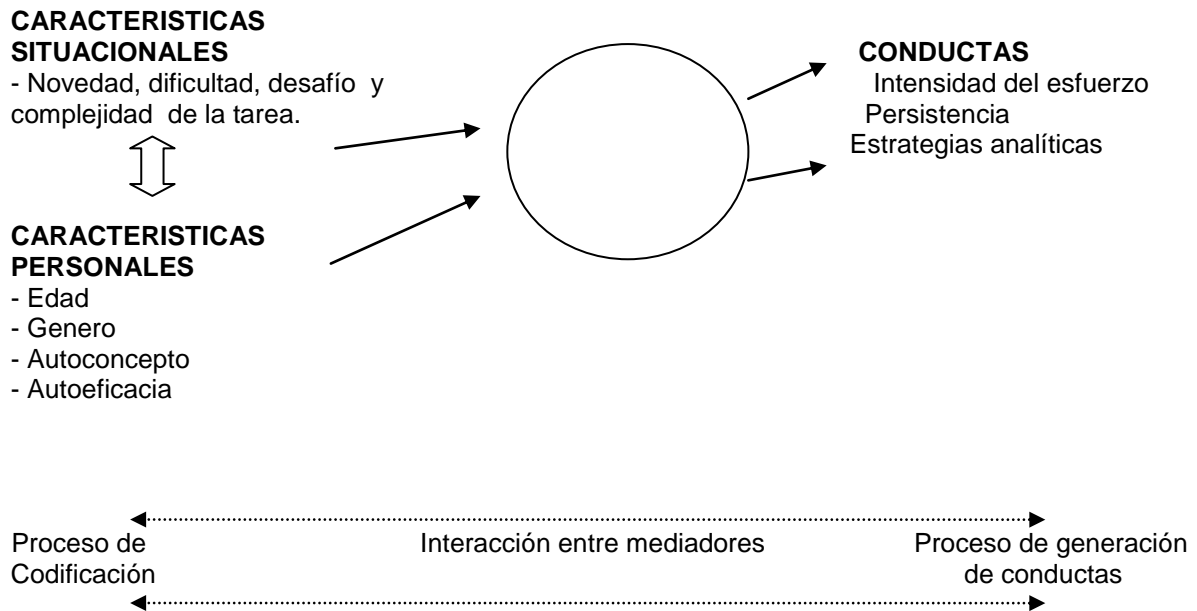 CARACTERISTICAS
SITUACIONALES
- Novedad, dificultad, desafío y
complejidad de la tarea.
CARACTERISTICAS
PERSONALES
- Edad
- Genero
- Autoconcepto
- Autoeficacia
CONDUCTAS
Intensidad del esfuerzo
Persistencia
Estrategias analíticas
Proceso de
Codificación
Interacción entre mediadores
Proceso de generación
de conductas